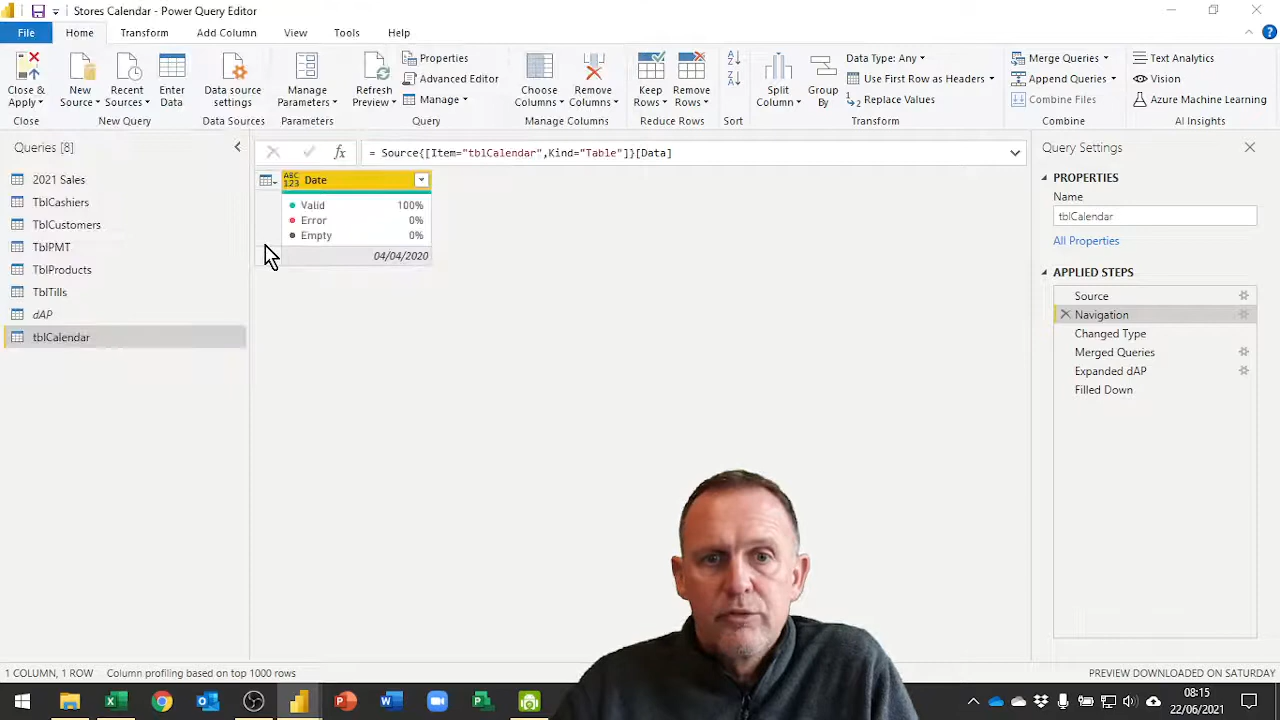 Stores Calendar - Power Query Editor
File Home Transform Add Column View Tools Help
Close & Apply
New Source
Recent Sources
Enter Data
Data source settings
Manage Parameters
Refresh Preview
Properties
Advanced Editor
Manage
Choose Columns
Remove Columns
Keep Rows
Remove Rows
Split Column
Group By
Data Type: Any
Use First Row as Headers
Replace Values
Merge Queries
Append Queries
Combine Files
Text Analytics
Vision
Azure Machine Learning
Close New Query Data Sources Parameters Query Manage Columns Reduce Rows Sort Transform Combine AI Insights
Queries [8]
2021 Sales
TblCashiers
TblCustomers
TblPMT
TblProducts
TblTills
dAP
tblCalendar
fx = Source{[Item="tblCalendar",Kind="Table"]}[Data]
ABC 123 Date
Valid 100%
Error 0%
Empty 0%
04/04/2020
Query Settings
PROPERTIES
Name
tblCalendar
All Properties
APPLIED STEPS
Source
Navigation
Changed Type
Merged Queries
Expanded dAP
Filled Down
1 COLUMN, 1 ROW Column profiling based on top 1000 rows
PREVIEW DOWNLOADED ON SATURDAY
08:15
22/06/2021